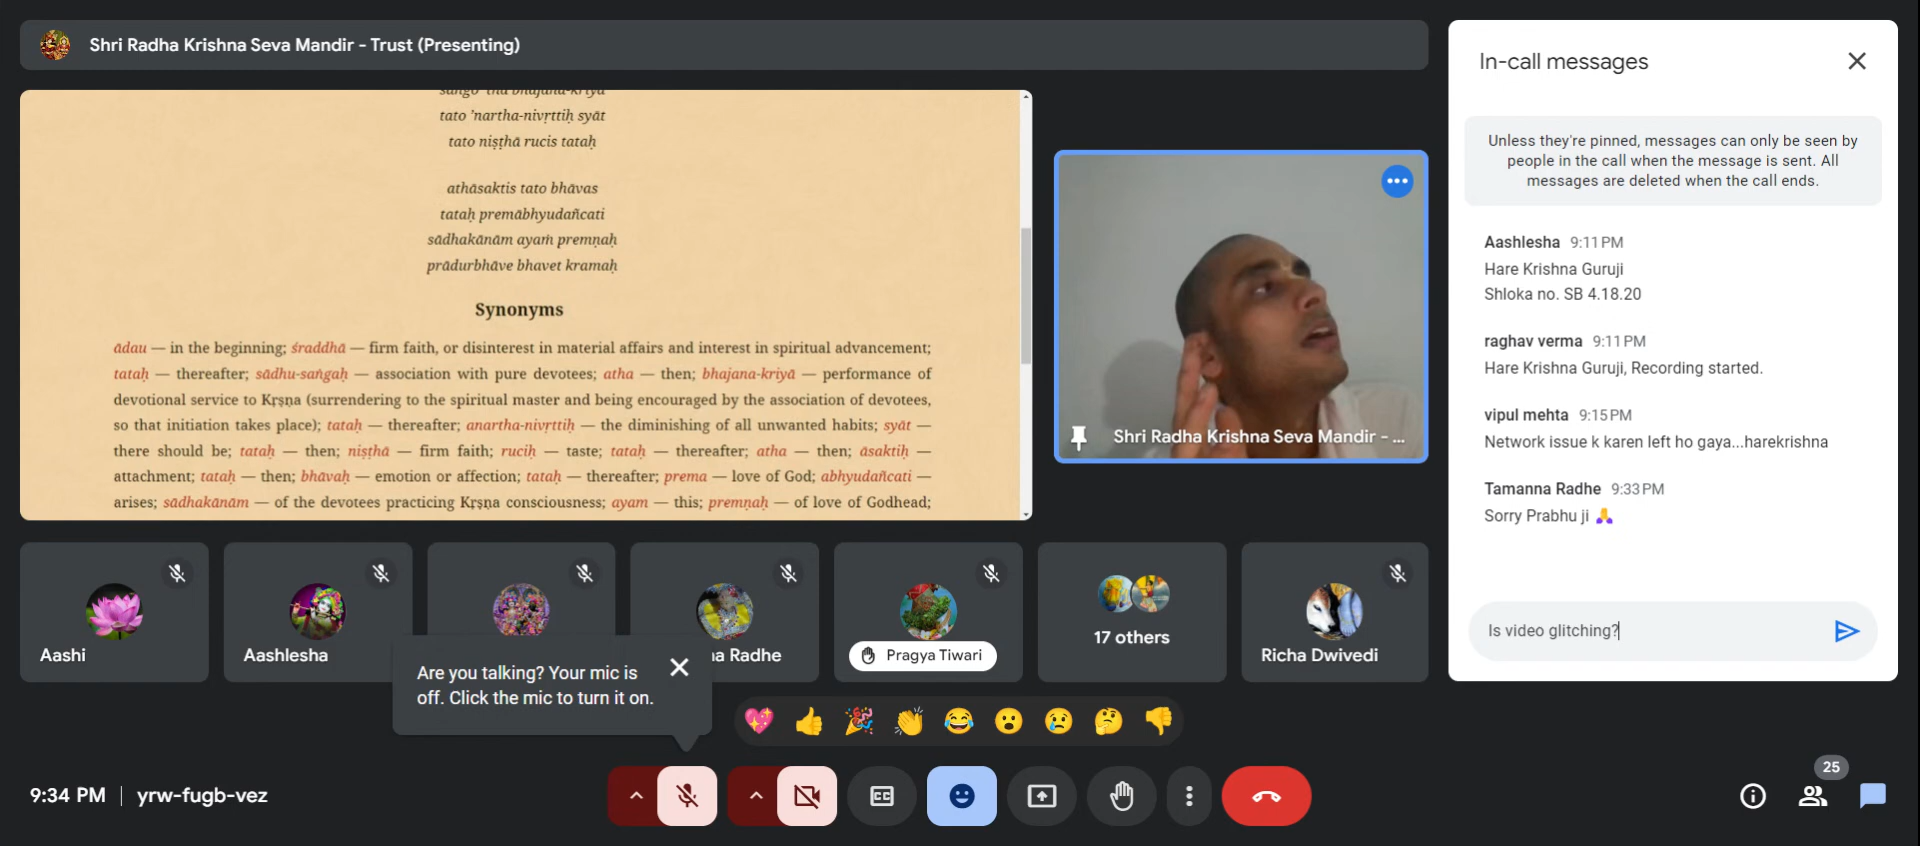 Shri Radha Krishna Seva Mandir - Trust (Presenting)
saṅgo 'tha bhajana-kriyā
tato 'nartha-nivṛttiḥ syāt
tato niṣṭhā rucis tataḥ
athāsaktis tato bhāvas
tataḥ premābhyudañcati
sādhakānām ayaṁ premṇaḥ
prādurbhāve bhavet kramaḥ
Synonyms
ādau — in the beginning; śraddhā — firm faith, or disinterest in material affairs and interest in spiritual advancement;
tataḥ — thereafter; sādhu-saṅgaḥ — association with pure devotees; atha — then; bhajana-kriyā — performance of
devotional service to Kṛṣṇa (surrendering to the spiritual master and being encouraged by the association of devotees,
so that initiation takes place); tataḥ — thereafter; anartha-nivṛttiḥ — the diminishing of all unwanted habits; syāt —
there should be; tataḥ — then; niṣṭhā — firm faith; ruciḥ — taste; tataḥ — thereafter; atha — then; āsaktiḥ —
attachment; tataḥ — then; bhāvaḥ — emotion or affection; tataḥ — thereafter; prema — love of God; abhyudañcati —
arises; sādhakānām — of the devotees practicing Kṛṣṇa consciousness; ayam — this; premṇaḥ — of love of Godhead;
Shri Radha Krishna Seva Mandir - ...
Aashi
Aashlesha
a Radhe
Pragya Tiwari
17 others
Richa Dwivedi
Are you talking? Your mic is
off. Click the mic to turn it on.
9:34 PM | yrw-fugb-vez
CC
25
In-call messages
Unless they're pinned, messages can only be seen by
people in the call when the message is sent. All
messages are deleted when the call ends.
Aashlesha 9:11 PM
Hare Krishna Guruji
Shloka no. SB 4.18.20
raghav verma 9:11 PM
Hare Krishna Guruji, Recording started.
vipul mehta 9:15 PM
Network issue k karen left ho gaya...harekrishna
Tamanna Radhe 9:33 PM
Sorry Prabhu ji 🙏
Is video glitching?